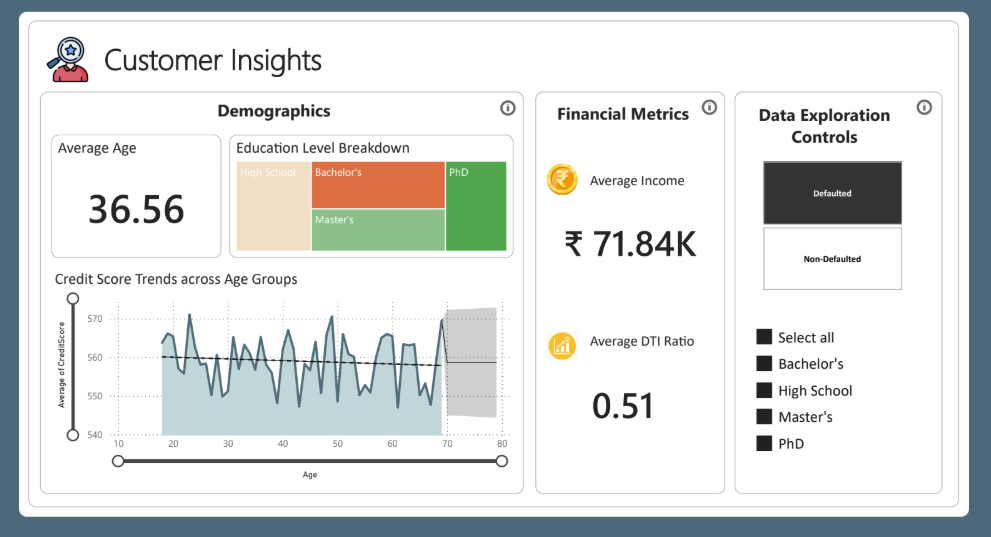 Customer Insights
Demographics
Average Age
36.56
Education Level Breakdown
High School
Bachelor's
Master's
PhD
Credit Score Trends across Age Groups
Average of CreditScore
570
560
550
540
10 20 30 40 50 60 70 80
Age
Financial Metrics
Average Income
₹ 71.84K
Average DTI Ratio
0.51
Data Exploration
Controls
Defaulted
Non-Defaulted
Select all
Bachelor's
High School
Master's
PhD